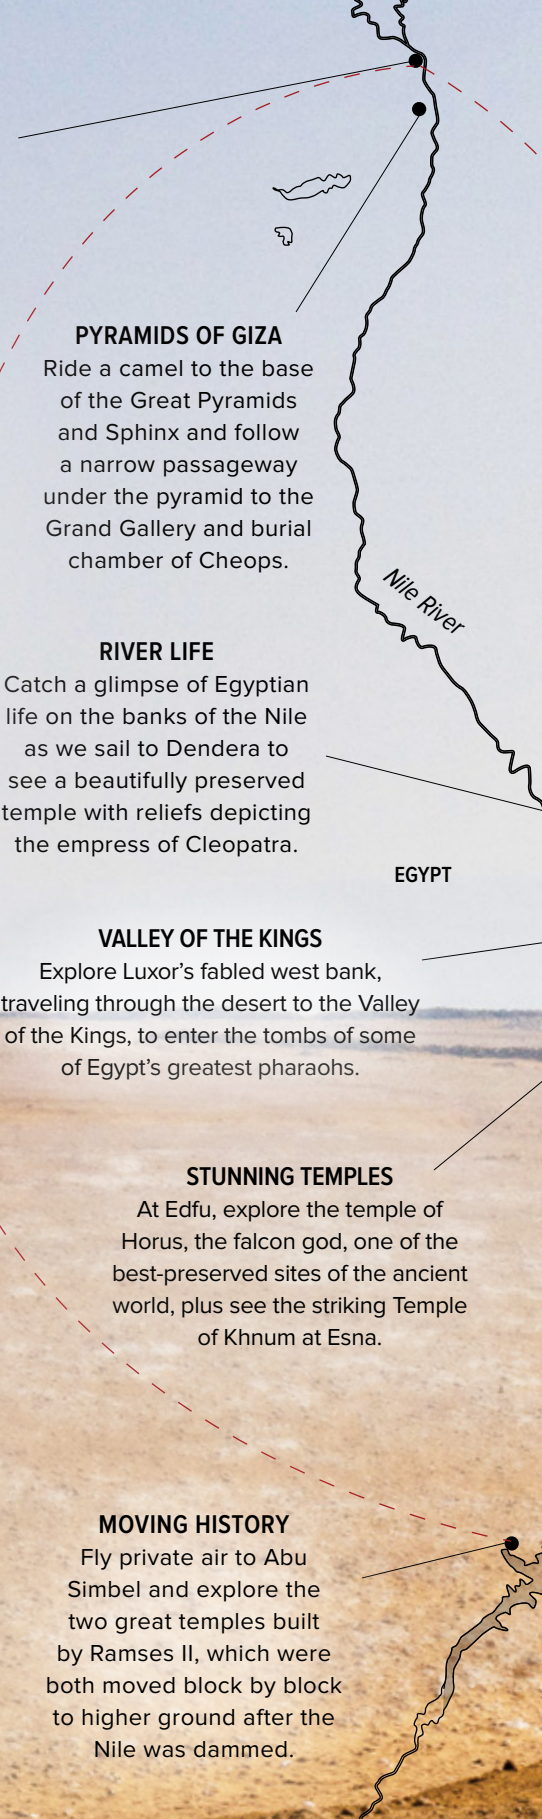 PYRAMIDS OF GIZA
Ride a camel to the base
of the Great Pyramids
and Sphinx and follow
a narrow passageway
under the pyramid to the
Grand Gallery and burial
chamber of Cheops.
Nile River
RIVER LIFE
Catch a glimpse of Egyptian
life on the banks of the Nile
as we sail to Dendera to
see a beautifully preserved
temple with reliefs depicting
the empress of Cleopatra.
EGYPT
VALLEY OF THE KINGS
Explore Luxor’s fabled west bank,
traveling through the desert to the Valley
of the Kings, to enter the tombs of some
of Egypt’s greatest pharaohs.
STUNNING TEMPLES
At Edfu, explore the temple of
Horus, the falcon god, one of the
best-preserved sites of the ancient
world, plus see the striking Temple
of Khnum at Esna.
MOVING HISTORY
Fly private air to Abu
Simbel and explore the
two great temples built
by Ramses II, which were
both moved block by block
to higher ground after the
Nile was dammed.